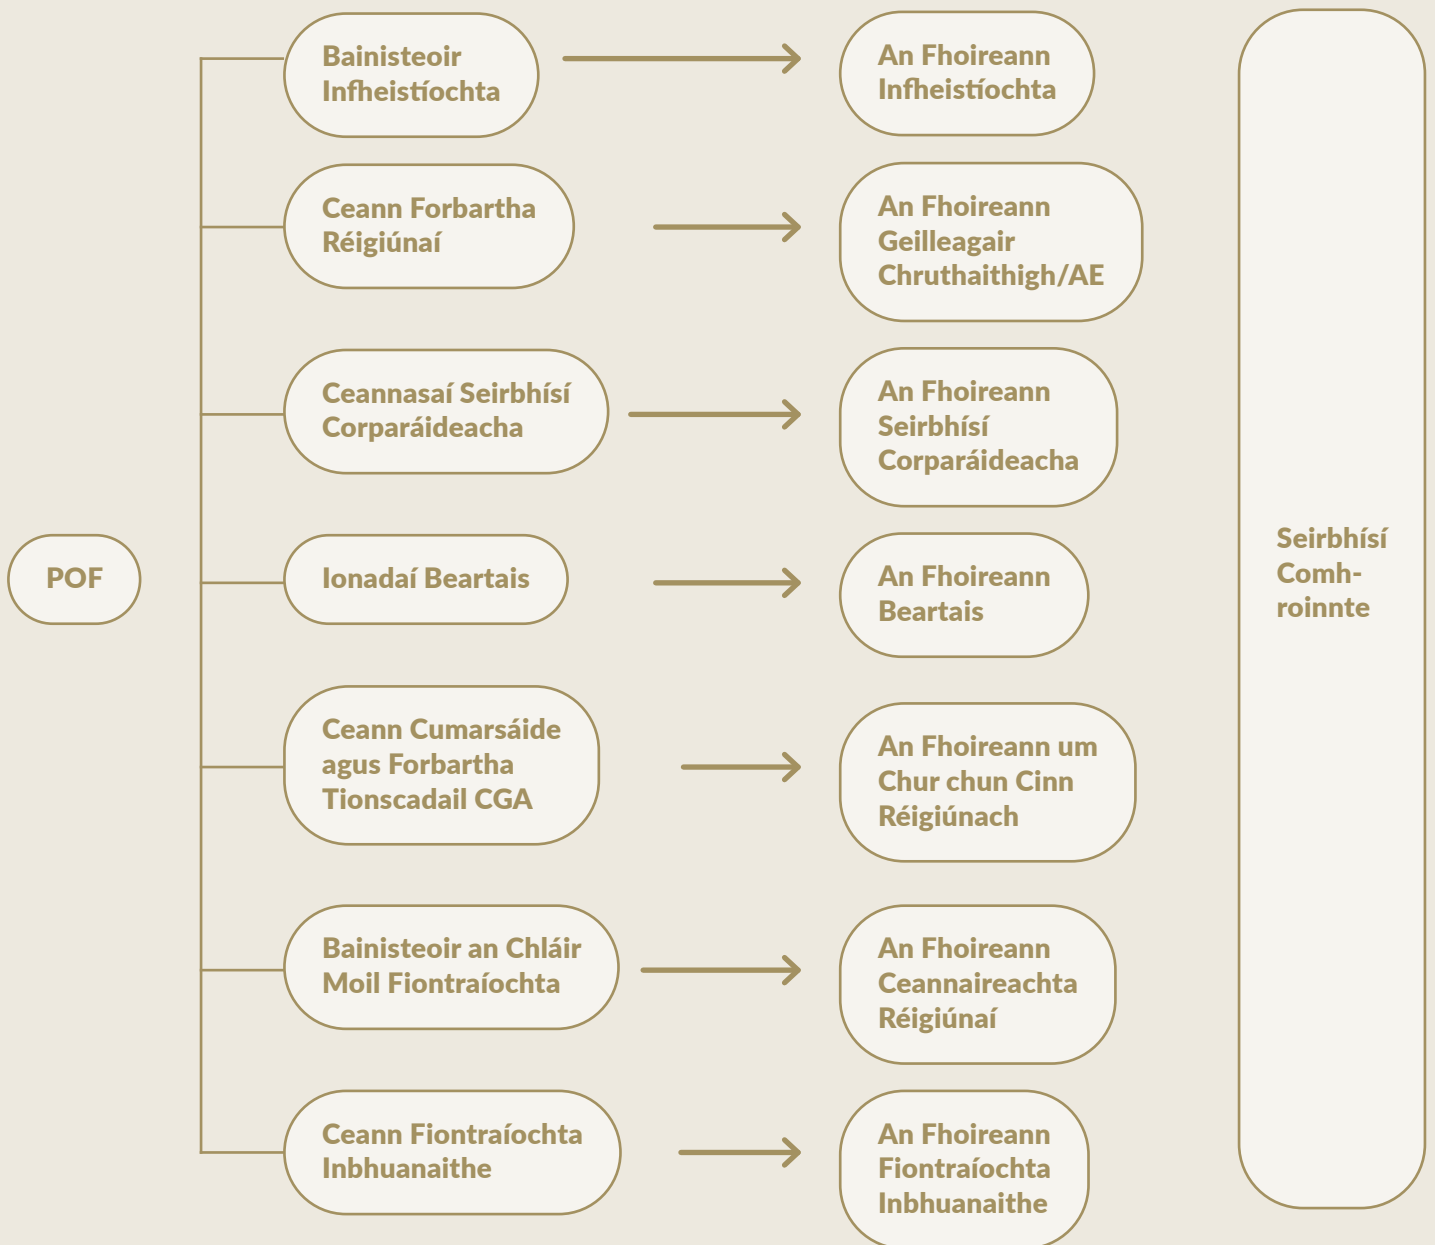 POF
Bainisteoir
Infheistíochta
An Fhoireann
Infheistíochta
Ceann Forbartha
Réigiúnaí
An Fhoireann
Geilleagair
Chruthaithigh/AE
Ceannasaí Seirbhísí
Corparáideacha
An Fhoireann
Seirbhísí
Corparáideacha
Ionadaí Beartais
An Fhoireann
Beartais
Ceann Cumarsáide
agus Forbartha
Tionscadail CGA
An Fhoireann um
Chur chun Cinn
Réigiúnach
Bainisteoir an Chláir
Moil Fiontraíochta
An Fhoireann
Ceannaireachta
Réigiúnaí
Ceann Fiontraíochta
Inbhuanaithe
An Fhoireann
Fiontraíochta
Inbhuanaithe
Seirbhísí
Comh-
roinnte